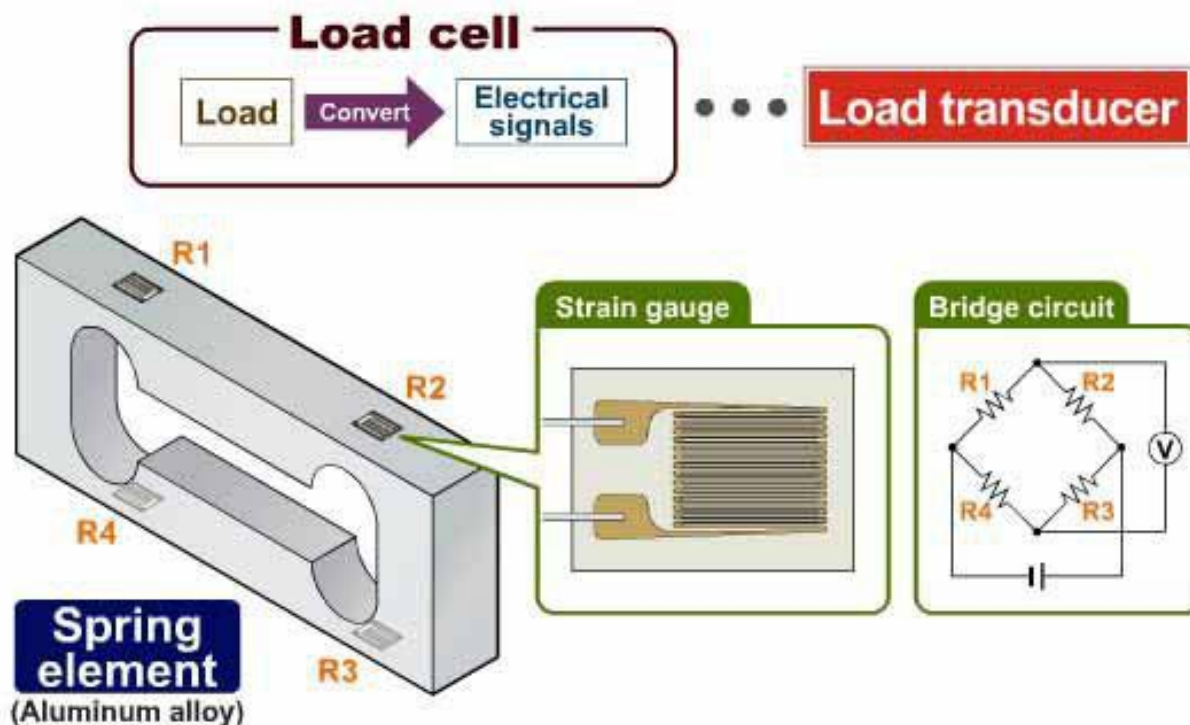 Load cell
Load
Convert
Electrical
signals
Load transducer
R1
R2
R4
R3
Strain gauge
Bridge circuit
R1
R2
V
R4
R3
Spring
element
(Aluminum alloy)